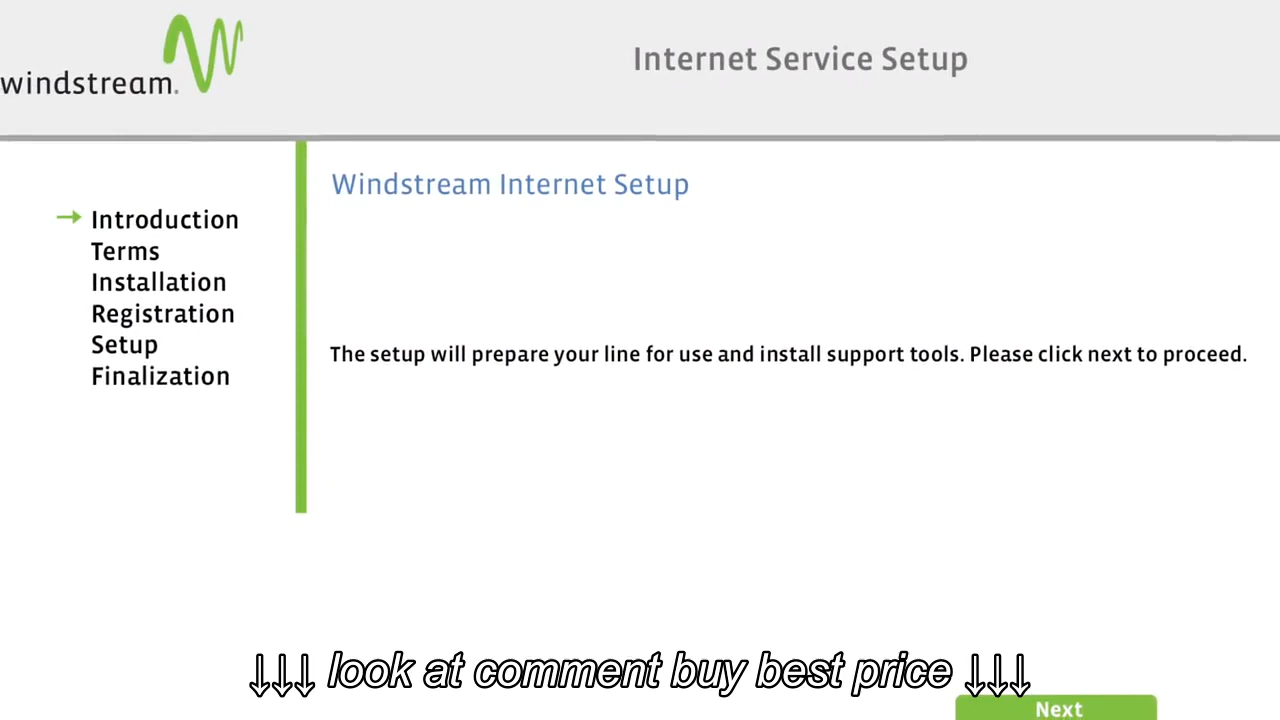 windstream.
Internet Service Setup
Windstream Internet Setup
→ Introduction
Terms
Installation
Registration
Setup
Finalization
The setup will prepare your line for use and install support tools. Please click next to proceed.
↓↓↓ look at comment buy best price ↓↓↓
Next